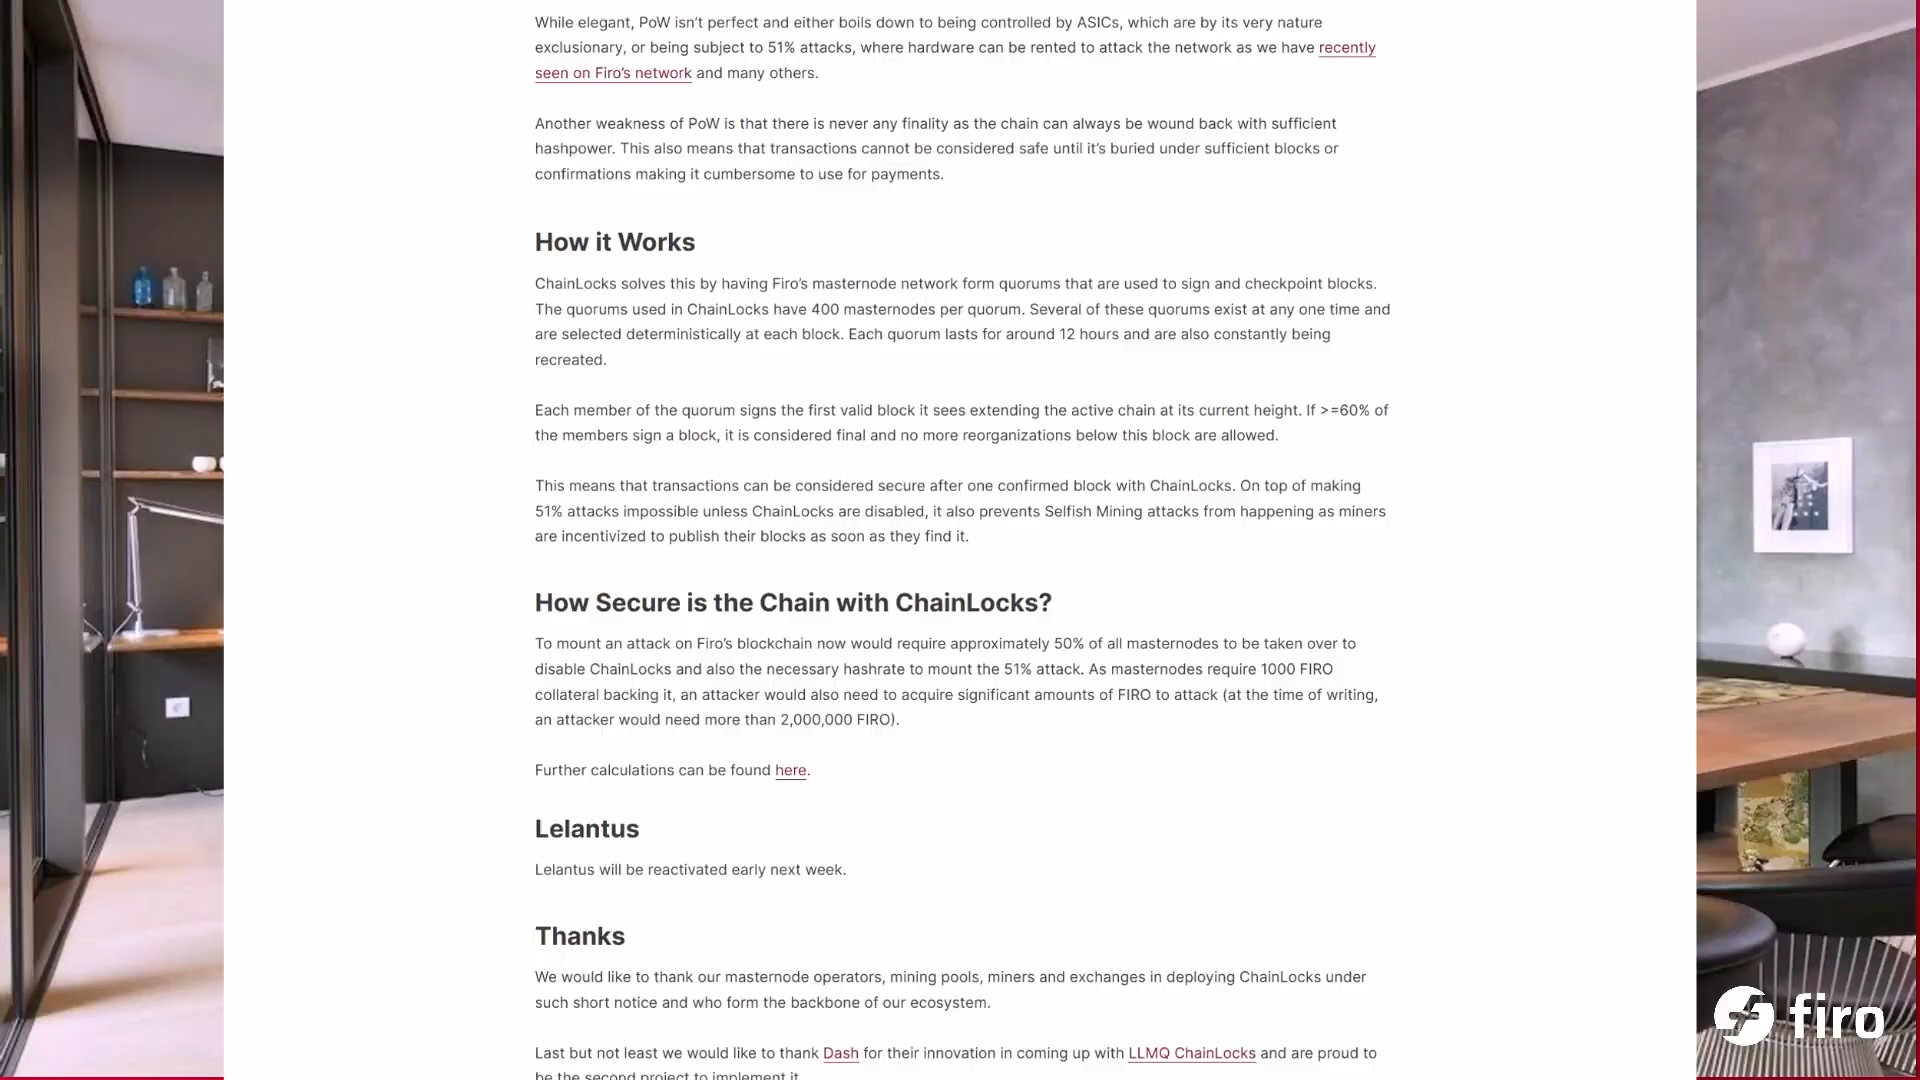 While elegant, PoW isn’t perfect and either boils down to being controlled by ASICs, which are by its very nature
exclusionary, or being subject to 51% attacks, where hardware can be rented to attack the network as we have recently
seen on Firo’s network and many others.
Another weakness of PoW is that there is never any finality as the chain can always be wound back with sufficient
hashpower. This also means that transactions cannot be considered safe until it’s buried under sufficient blocks or
confirmations making it cumbersome to use for payments.
How it Works
ChainLocks solves this by having Firo’s masternode network form quorums that are used to sign and checkpoint blocks.
The quorums used in ChainLocks have 400 masternodes per quorum. Several of these quorums exist at any one time and
are selected deterministically at each block. Each quorum lasts for around 12 hours and are also constantly being
recreated.
Each member of the quorum signs the first valid block it sees extending the active chain at its current height. If >=60% of
the members sign a block, it is considered final and no more reorganizations below this block are allowed.
This means that transactions can be considered secure after one confirmed block with ChainLocks. On top of making
51% attacks impossible unless ChainLocks are disabled, it also prevents Selfish Mining attacks from happening as miners
are incentivized to publish their blocks as soon as they find it.
How Secure is the Chain with ChainLocks?
To mount an attack on Firo’s blockchain now would require approximately 50% of all masternodes to be taken over to
disable ChainLocks and also the necessary hashrate to mount the 51% attack. As masternodes require 1000 FIRO
collateral backing it, an attacker would also need to acquire significant amounts of FIRO to attack (at the time of writing,
an attacker would need more than 2,000,000 FIRO).
Further calculations can be found here.
Lelantus
Lelantus will be reactivated early next week.
Thanks
We would like to thank our masternode operators, mining pools, miners and exchanges in deploying ChainLocks under
such short notice and who form the backbone of our ecosystem.
Last but not least we would like to thank Dash for their innovation in coming up with LLMQ ChainLocks and are proud to
be the second project to implement it.
firo